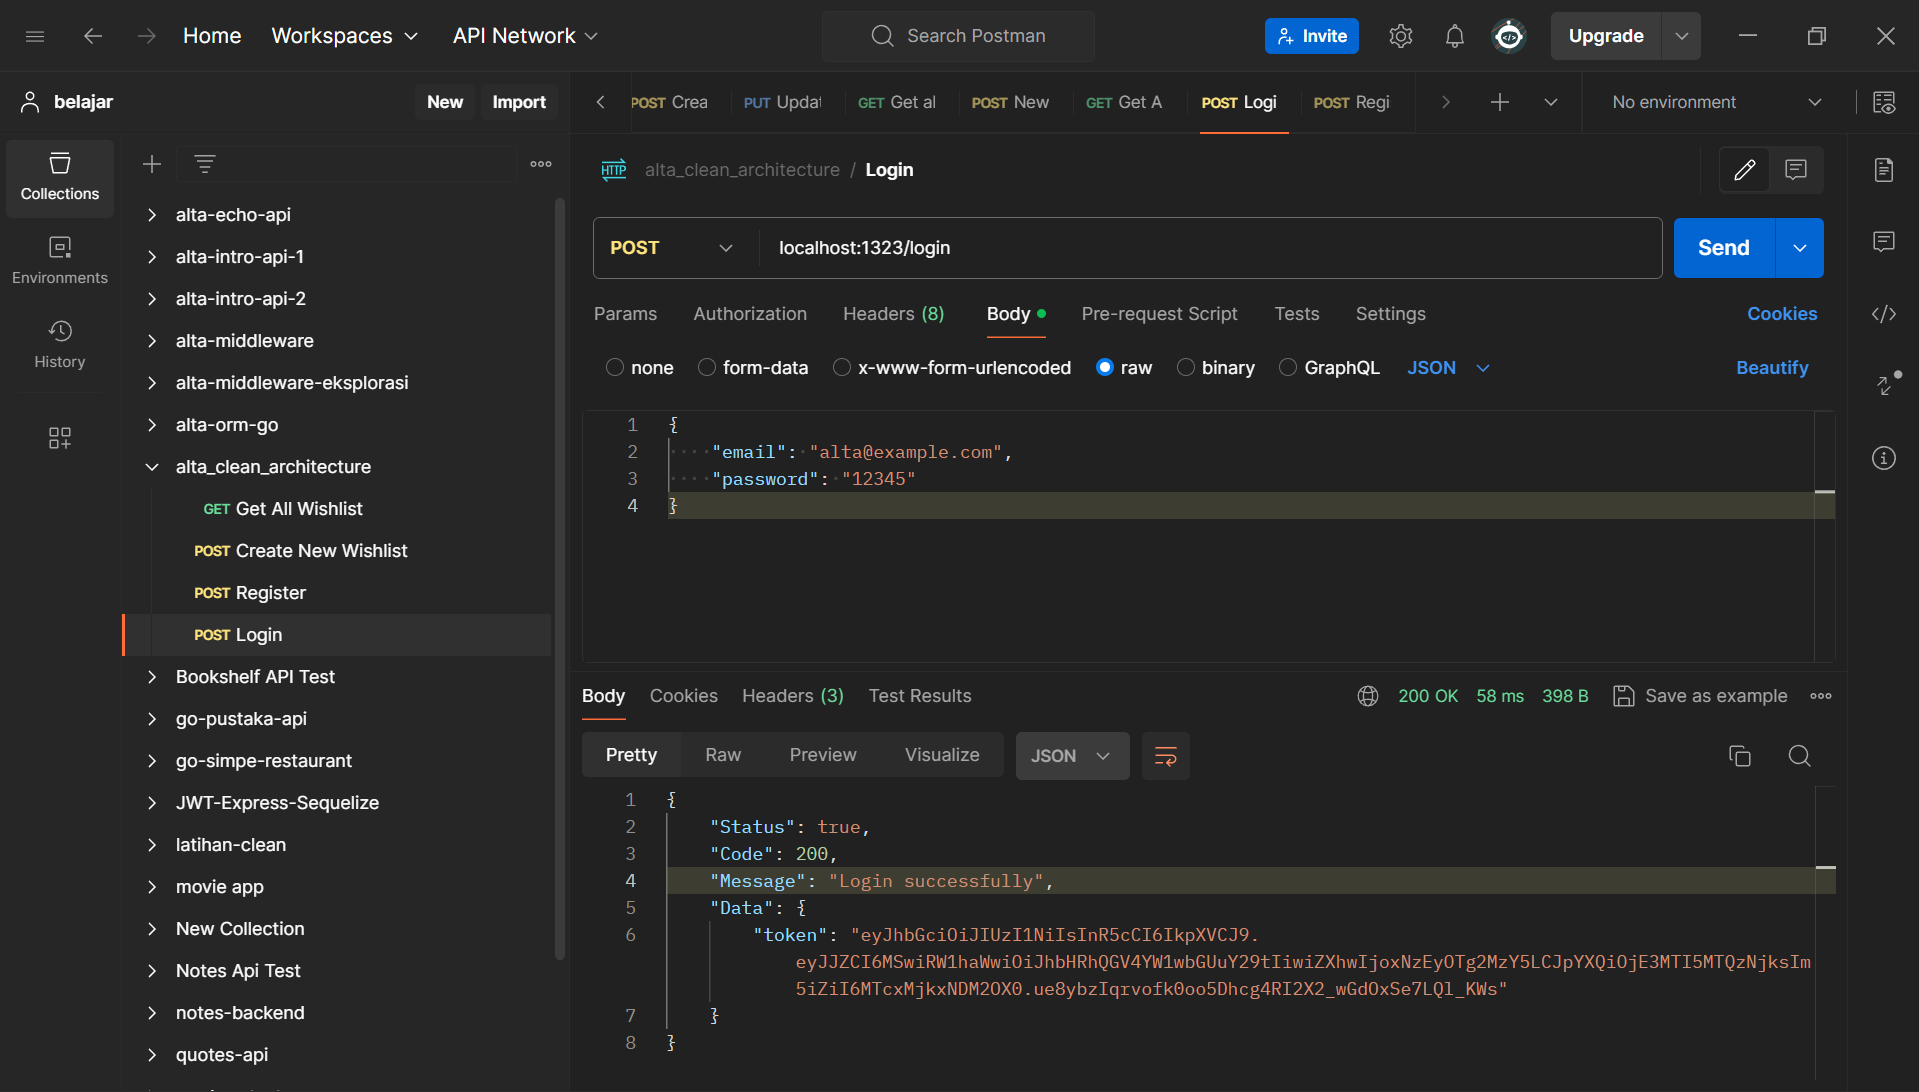 Home
Workspaces
API Network
Search Postman
Invite
Upgrade
belajar
New
Import
POST Crea
PUT Updat
GET Get al
POST New
GET Get A
POST Logi
POST Regi
No environment
Collections
Environments
History
alta-echo-api
alta-intro-api-1
alta-intro-api-2
alta-middleware
alta-middleware-eksplorasi
alta-orm-go
alta_clean_architecture
GET Get All Wishlist
POST Create New Wishlist
POST Register
POST Login
Bookshelf API Test
go-pustaka-api
go-simpe-restaurant
JWT-Express-Sequelize
latihan-clean
movie app
New Collection
Notes Api Test
notes-backend
quotes-api
HTTP alta_clean_architecture / Login
POST
localhost:1323/login
Send
Params
Authorization
Headers (8)
Body
Pre-request Script
Tests
Settings
Cookies
none
form-data
x-www-form-urlencoded
raw
binary
GraphQL
JSON
Beautify
1 {
2 "email": "alta@example.com",
3 "password": "12345"
4 }
Body
Cookies
Headers (3)
Test Results
200 OK
58 ms
398 B
Save as example
Pretty
Raw
Preview
Visualize
JSON
1 {
2 "Status": true,
3 "Code": 200,
4 "Message": "Login successfully",
5 "Data": {
6 "token": "eyJhbGciOiJIUzI1NiIsInR5cCI6IkpXVCJ9.
eyJJZCI6MSwiRW1haWwiOiJhbHRhQGV4YW1wbGUuY29tIiwiZXhwIjoxNzEyOTg2MzY5LCJpYXQiOjE3MTI5MTQzNjksIm
5iZiI6MTcxMjkxNDM2OX0.ue8ybzIqrvofk0oo5Dhcg4RI2X2_wGdOxSe7LQl_KWs"
7 }
8 }